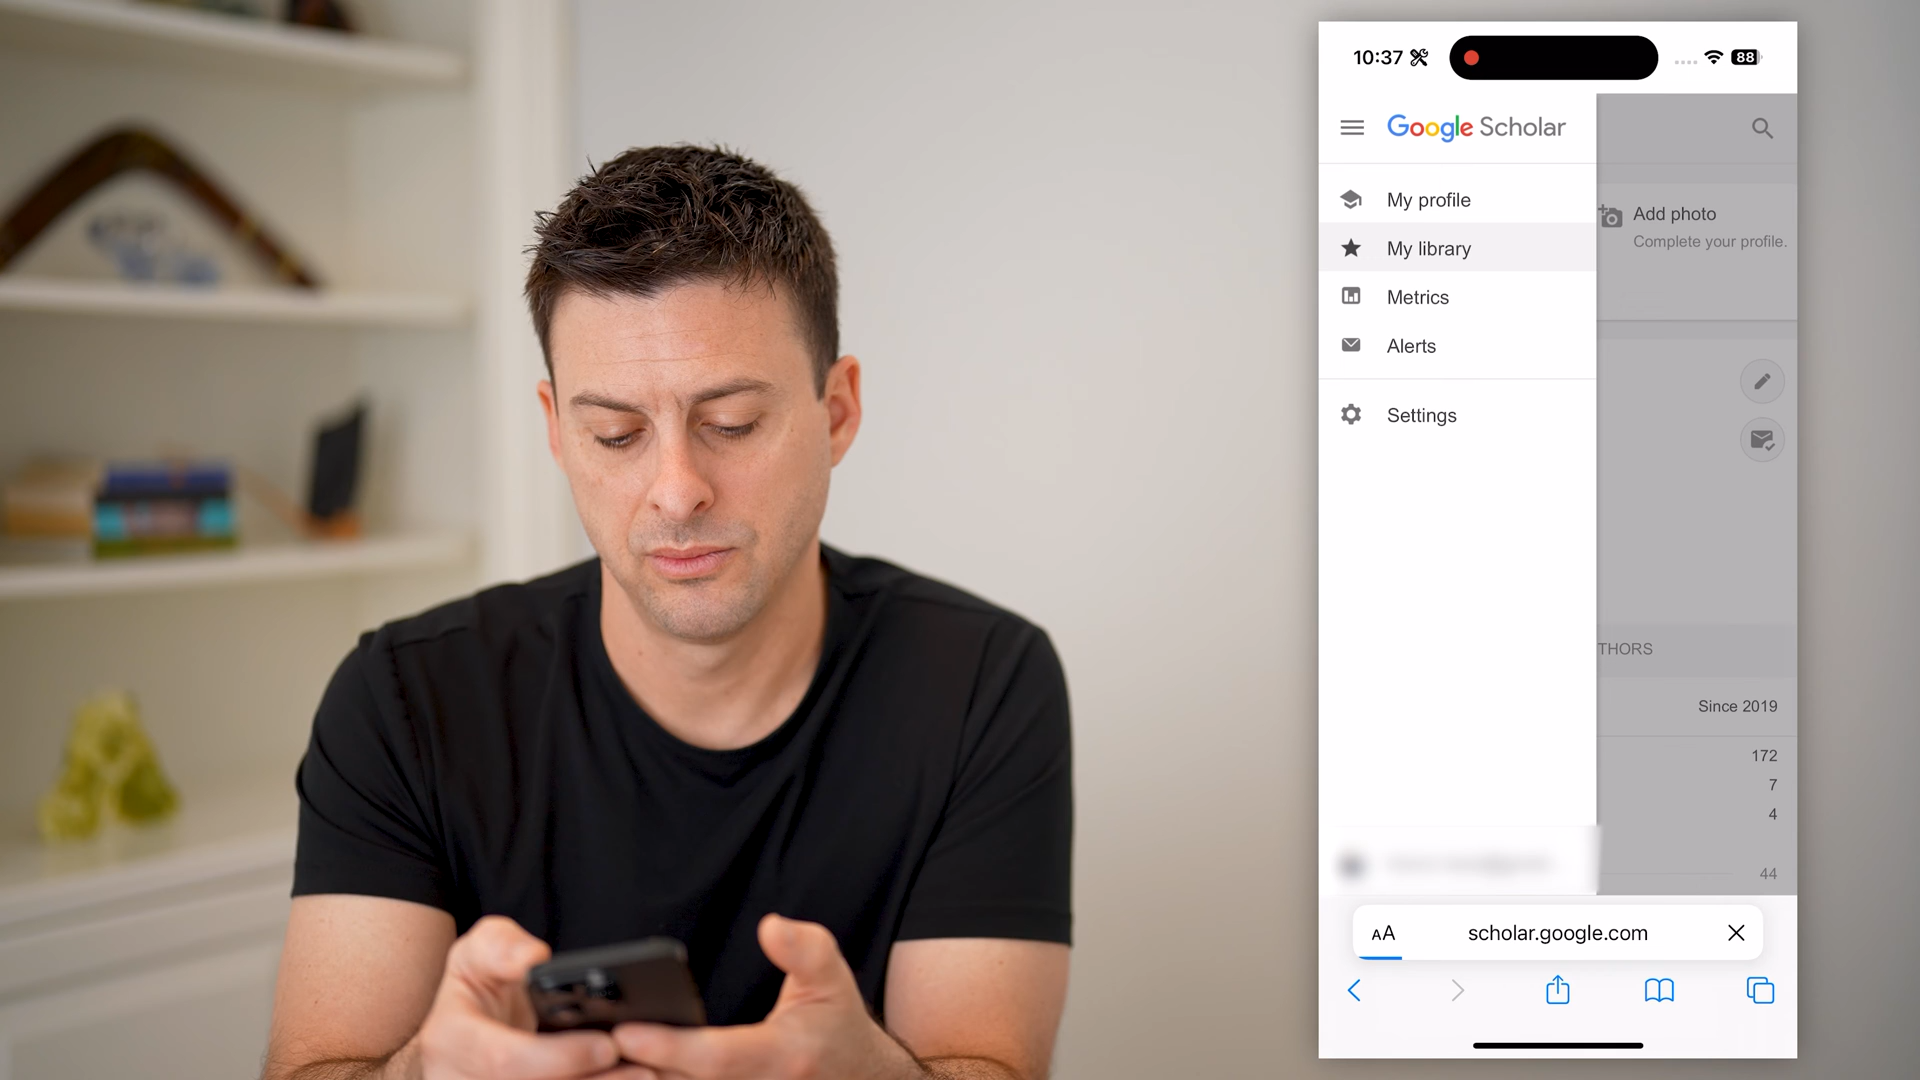 10:37
88
Google Scholar
My profile
My library
Metrics
Alerts
Settings
Add photo
Complete your profile.
THORS
Since 2019
172
7
4
44
AA scholar.google.com